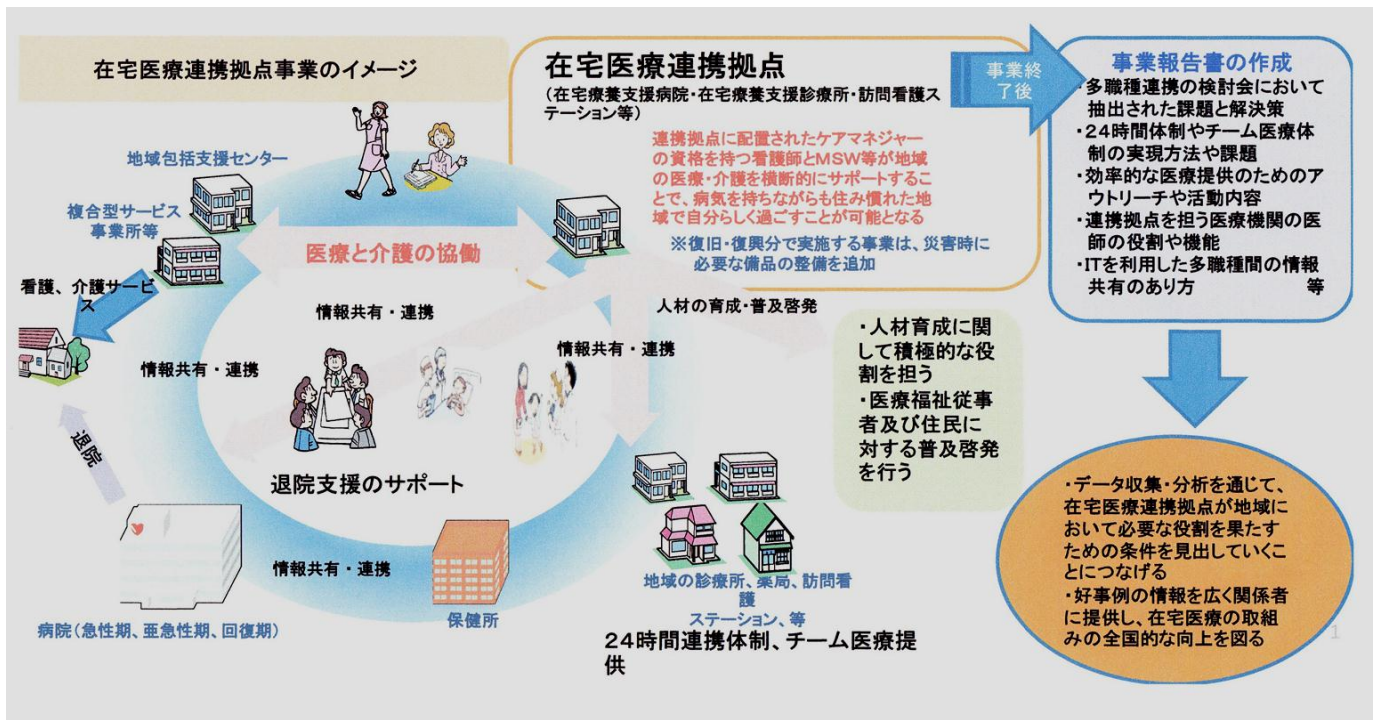 在宅医療連携拠点事業のイメージ
在宅医療連携拠点
（在宅療養支援病院・在宅療養支援診療所・訪問看護ス
テーション等）
連携拠点に配置されたケアマネジャー
の資格を持つ看護師とMSW等が地域
の医療・介護を横断的にサポートするこ
とで、病気を持ちながらも住み慣れた地
域で自分らしく過ごすことが可能となる
※復旧・復興分で実施する事業は、災害時に
必要な備品の整備を追加
事業終
了後
事業報告書の作成
・多職種連携の検討会において
抽出された課題と解決策
・24時間体制やチーム医療体
制の実現方法や課題
・効率的な医療提供のためのア
ウトリーチや活動内容
・連携拠点を担う医療機関の医
師の役割や機能
・ITを利用した多職種間の情報
共有のあり方 等
地域包括支援センター
複合型サービス
事業所等
医療と介護の協働
看護、介護サービ
ス
情報共有・連携
人材の育成・普及啓発
情報共有・連携
情報共有・連携
・人材育成に関
して積極的な役
割を担う
・医療福祉従事
者及び住民に
対する普及啓発
を行う
退院
退院支援のサポート
情報共有・連携
病院（急性期、亜急性期、回復期）
保健所
地域の診療所、薬局、訪問看
護
ステーション、等
24時間連携体制、チーム医療提
供
・データ収集・分析を通じて、
在宅医療連携拠点が地域に
おいて必要な役割を果たす
ための条件を見出していくこ
とにつなげる
・好事例の情報を広く関係者
に提供し、在宅医療の取組
みの全国的な向上を図る
1